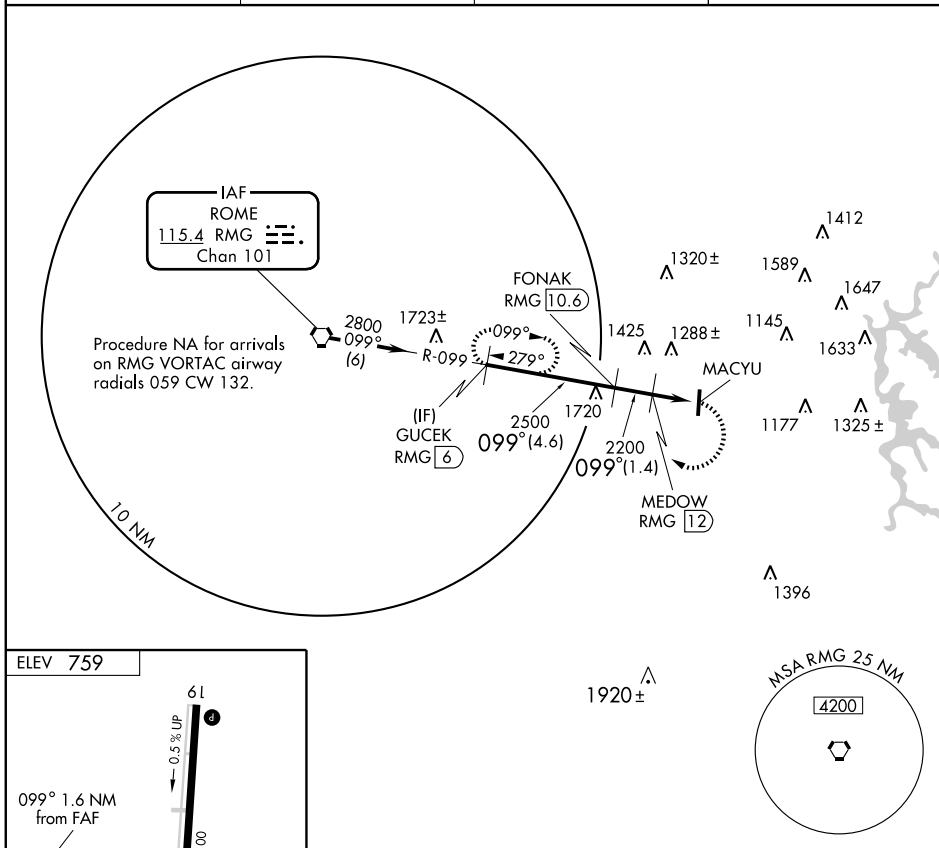 IAF
ROME
115.4 RMG
Chan 101
1412
1320 ±
1589
FONAK
RMG 10.6
1647
2800
099°
(6)
1723±
1425
1288 ±
1145
1633
099°
279°
R-099
Procedure NA for arrivals
on RMG VORTAC airway
radials 059 CW 132.
MACYU
1720
1177
1325 ±
(IF)
GUCEK
RMG 6
2500
099° (4.6)
2200
099° (1.4)
MEDOW
RMG 12
10 NM
1396
1920 ±
MSA RMG 25 NM
4200
ELEV 759
19
P
0.5 % UP
099° 1.6 NM
from FAF
00